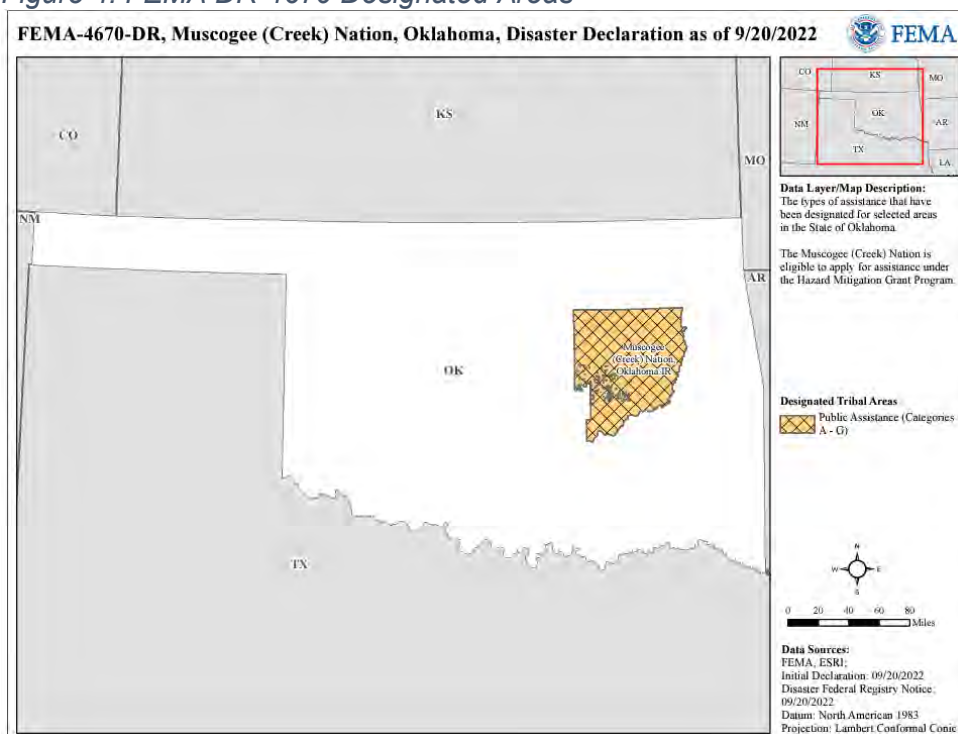 Figure 4: FEMA DR-4670 Designated Areas
FEMA-4670-DR, Muscogee (Creek) Nation, Oklahoma, Disaster Declaration as of 9/20/2022
FEMA
CO
KS
MO
NM
AR
OK
TX
Muscogee
(Creek) Nation,
Oklahoma IR
CO
KS
MO
NM
OK
AR
TX
LA
Data Layer/Map Description:
The types of assistance that have
been designated for selected areas
in the State of Oklahoma.
The Muscogee (Creek) Nation is
eligible to apply for assistance under
the Hazard Mitigation Grant Program.
Designated Tribal Areas
Public Assistance (Categories
A - G)
N
W
E
S
0 20 40 60 80
Miles
Data Sources:
FEMA, ESRI;
Initial Declaration: 09/20/2022
Disaster Federal Registry Notice:
09/20/2022
Datum: North American 1983
Projection: Lambert Conformal Conic